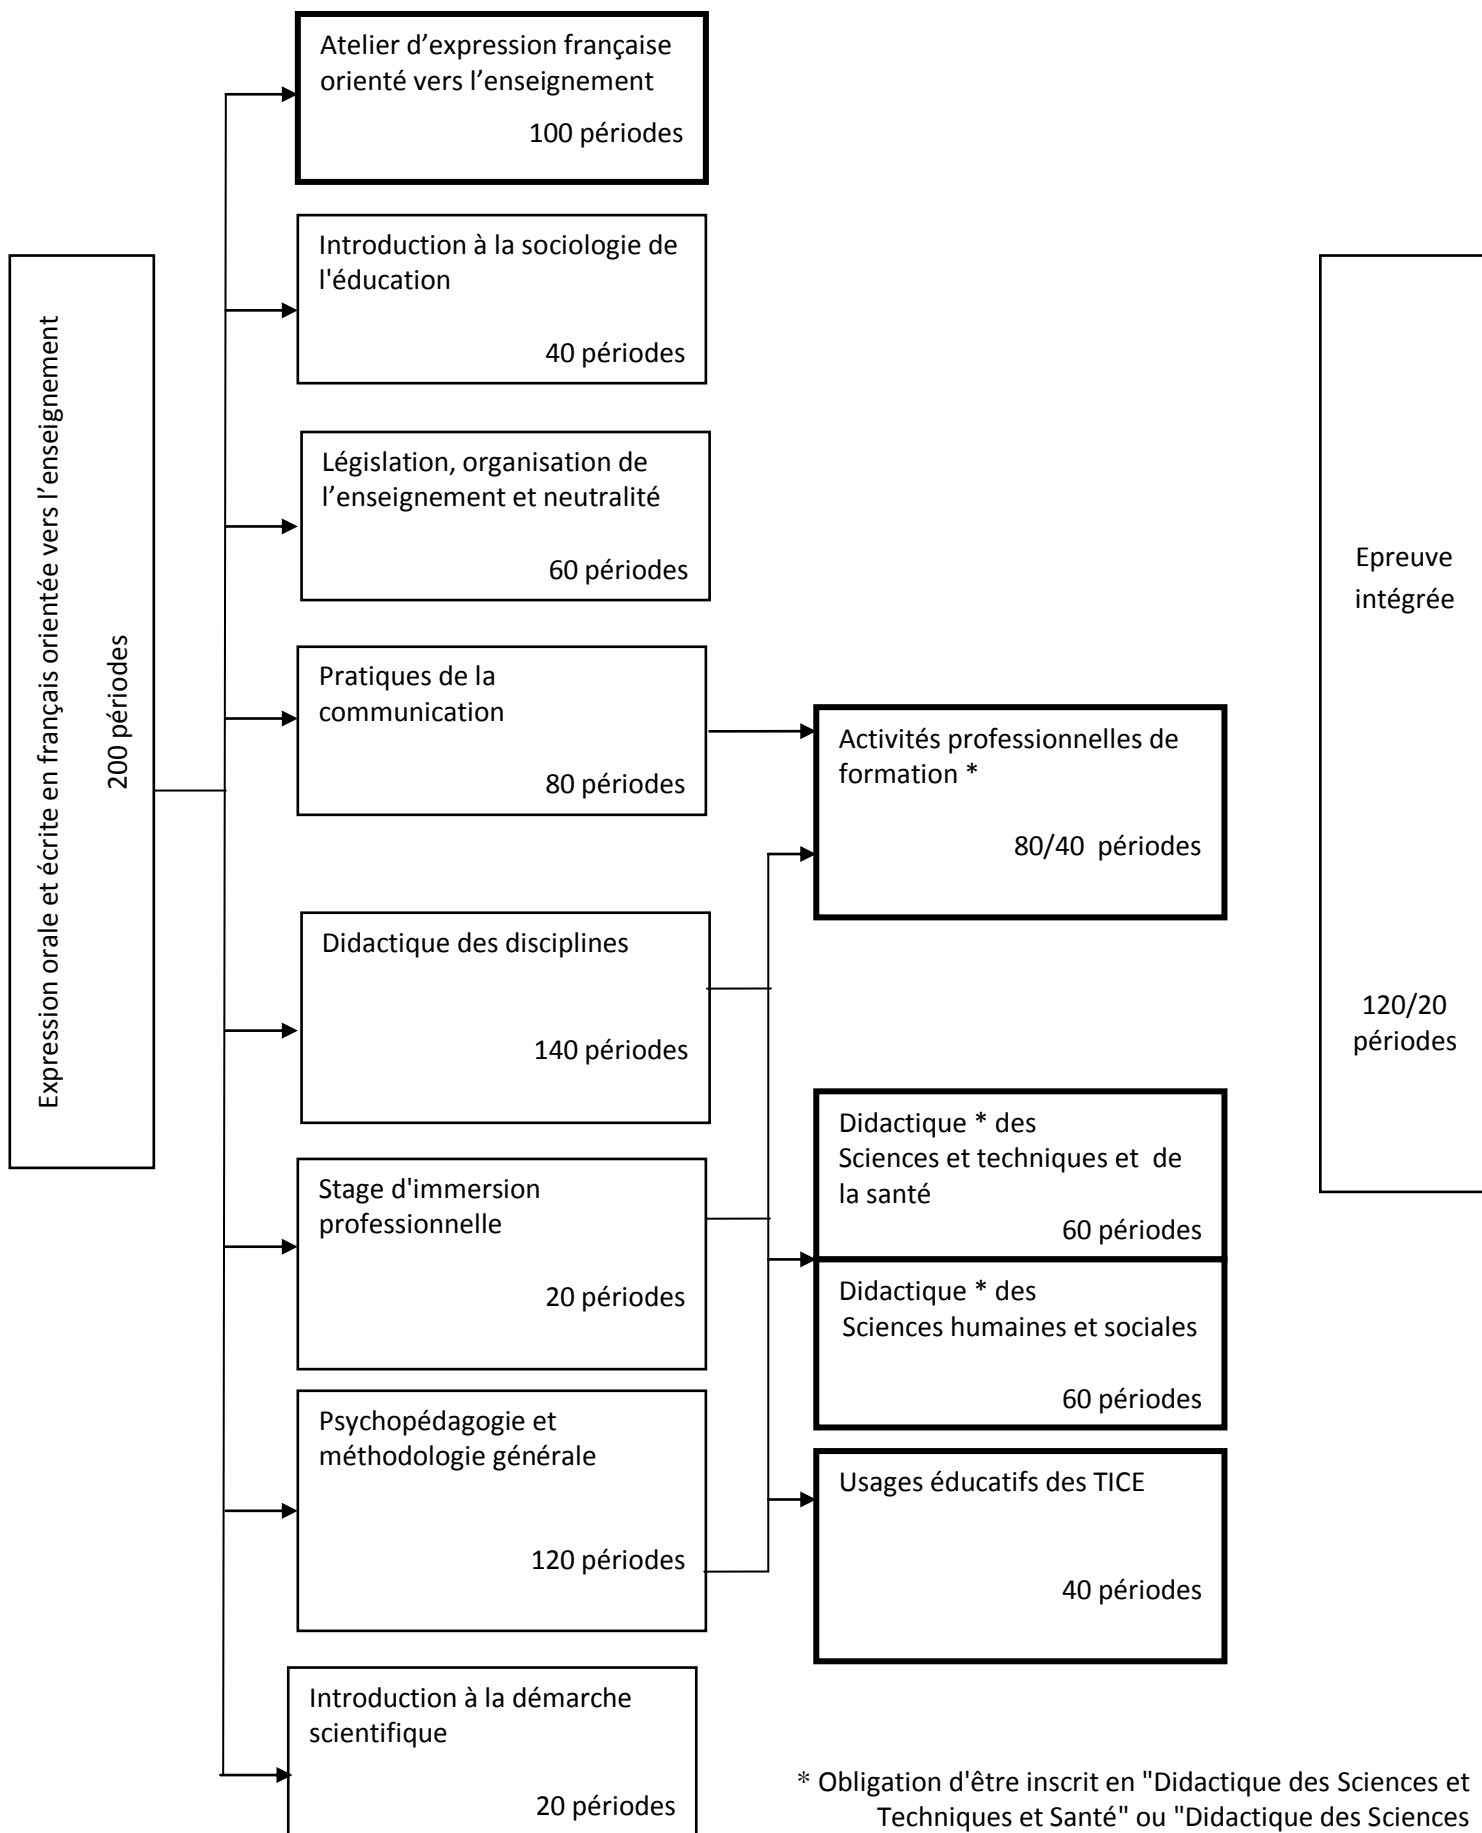 Expression orale et écrite en français orientée vers l’enseignement
200 périodes
Atelier d’expression française
orienté vers l’enseignement
100 périodes
Introduction à la sociologie de
l'éducation
40 périodes
Législation, organisation de
l’enseignement et neutralité
60 périodes
Pratiques de la
communication
80 périodes
Didactique des disciplines
140 périodes
Stage d'immersion
professionnelle
20 périodes
Psychopédagogie et
méthodologie générale
120 périodes
Introduction à la démarche
scientifique
20 périodes
Activités professionnelles de
formation *
80/40 périodes
Didactique * des
Sciences et techniques et de
la santé
60 périodes
Didactique * des
Sciences humaines et sociales
60 périodes
Usages éducatifs des TICE
40 périodes
Epreuve
intégrée
120/20
périodes
* Obligation d'être inscrit en "Didactique des Sciences et
Techniques et Santé" ou "Didactique des Sciences